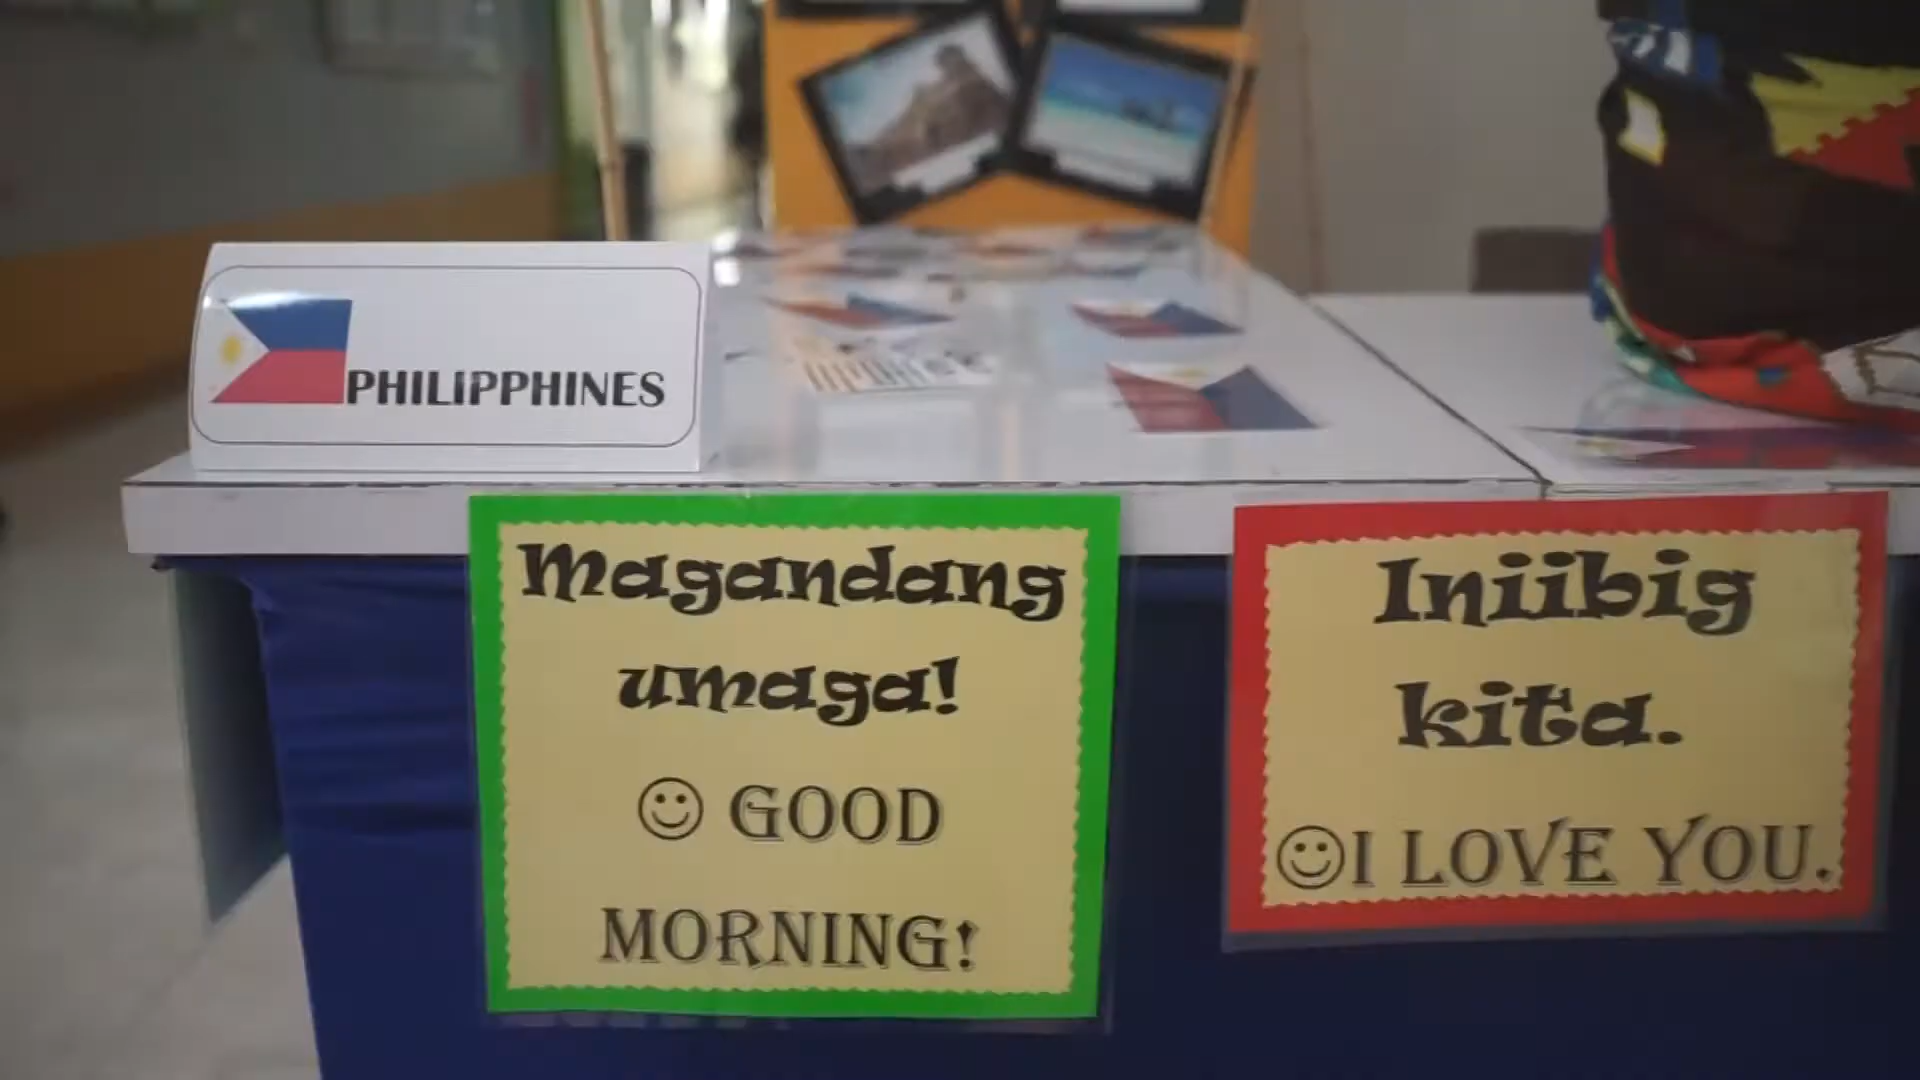 PHILIPPHINES
Magandang
umaga!
☺ GOOD
MORNING!
Iniibig
kita.
☺I LOVE YOU.